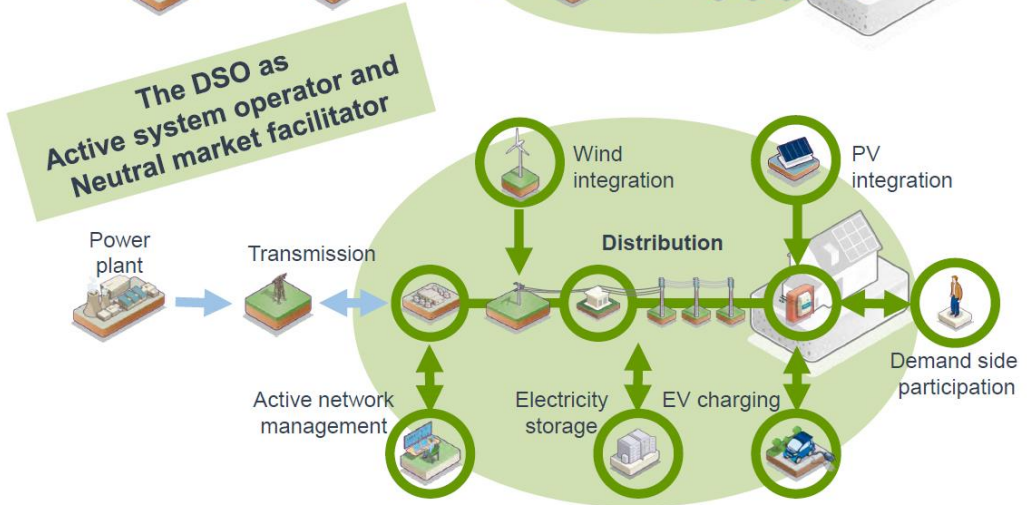 The DSO as
Active system operator and
Neutral market facilitator
Wind
integration
PV
integration
Power
plant
Transmission
Distribution
Demand side
participation
Active network
management
Electricity
storage
EV charging